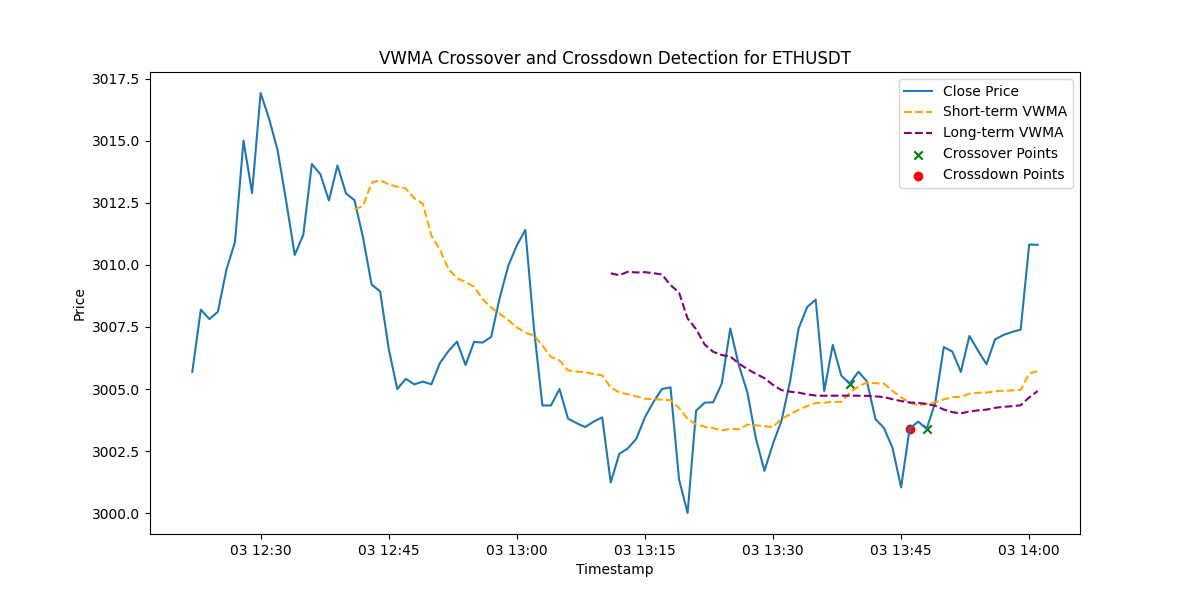 VWMA Crossover and Crossdown Detection for ETHUSDT
3017.5
3015.0
3012.5
3010.0
3007.5
3005.0
3002.5
3000.0
Price
Close Price
Short-term VWMA
Long-term VWMA
Crossover Points
Crossdown Points
03 12:30
03 12:45
03 13:00
03 13:15
03 13:30
03 13:45
03 14:00
Timestamp